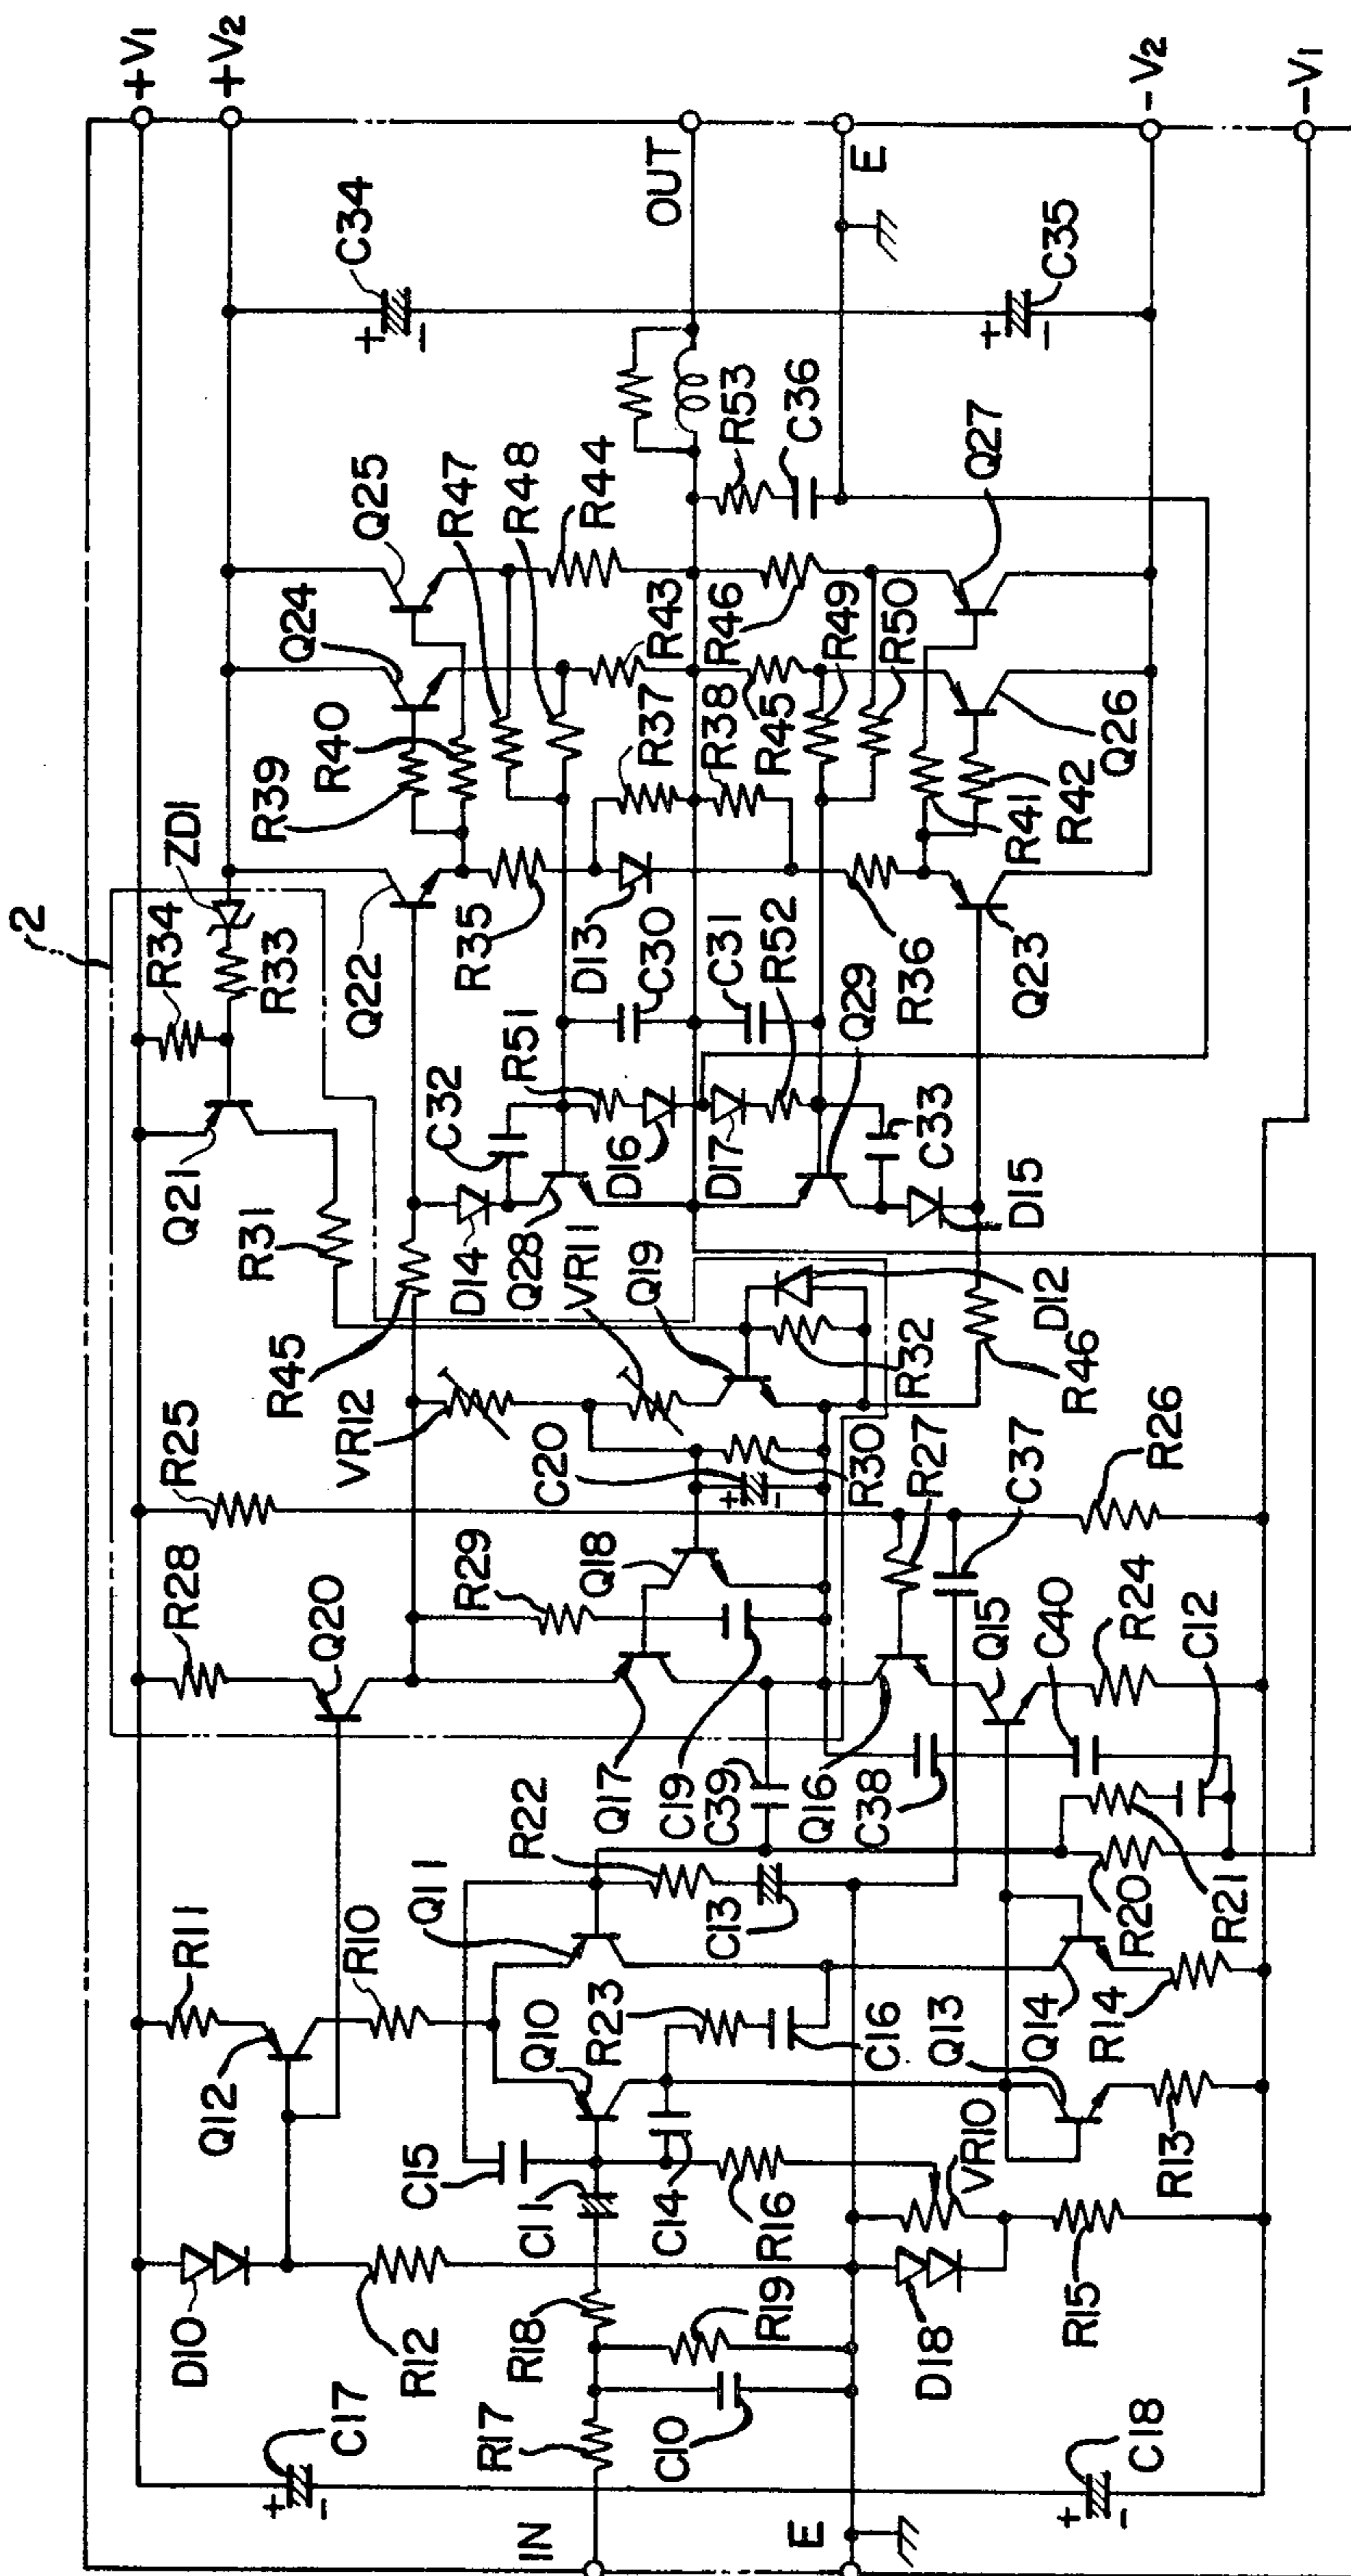 2
+V1
+V2
OUT
E
-V2
-V1
C34
C35
R53
C36
Q25
R47
R48
R44
Q27
Q24
R40
R39
R43
R46
R49
R50
R37
R38
R45
Q26
R42
R41
ZD1
R34
R33
Q22
R35
D13
C30
C31
R52
Q29
R36
Q23
Q21
R31
C32
R51
D16
D17
C33
D15
D14
Q28
VR11
Q19
D12
R32
R46
R45
VR12
C20
R30
R27
C37
R26
R25
R28
Q20
R29
Q18
Q17
C19
C39
Q16
C38
Q15
C40
R24
C12
R22
Q11
C13
R20
R21
R11
R10
Q12
Q10
R23
C16
Q13
Q14
R14
C15
C11
C14
R16
VR10
R13
D10
R12
R18
R19
D18
R15
C17
R17
C10
C18
IN
E
+
-
+
-
+
-
+
-
+
-